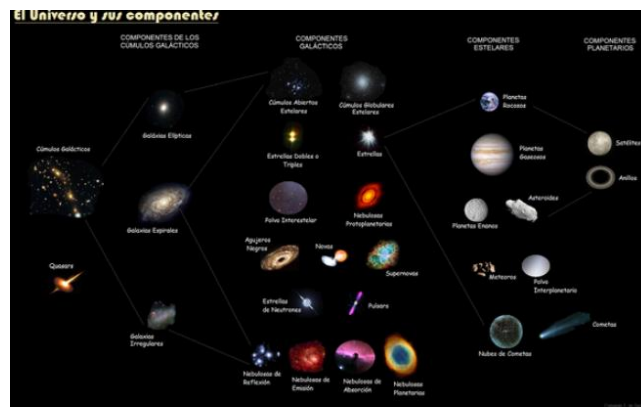 El Universo y sus componentes
COMPONENTES DE LOS
CÚMULOS GALÁCTICOS
COMPONENTES
GALÁCTICOS
COMPONENTES
ESTELARES
COMPONENTES
PLANETARIOS
Cúmulos Galácticos
Quasars
Galáxias Elípticas
Galaxias Espirales
Galaxias
Irregulares
Cúmulos Abiertos
Estelares
Cúmulos Globulares
Estelares
Estrellas Dobles o
Triples
Estrellas
Polvo Interestelar
Nebulosas
Protoplanetarias
Agujeros
Negros
Novas
Supernovas
Estrellas
de Neutrones
Pulsars
Nebulosas
de Reflexión
Nebulosas de
Emisión
Nebulosas de
Absorción
Nebulosas
Planetarias
Planetas
Rocosos
Planetas
Gaseosos
Planetas Enanos
Asteroides
Meteoros
Polvo
Interplanetario
Nubes de Cometas
Cometas
Satélites
Anillos